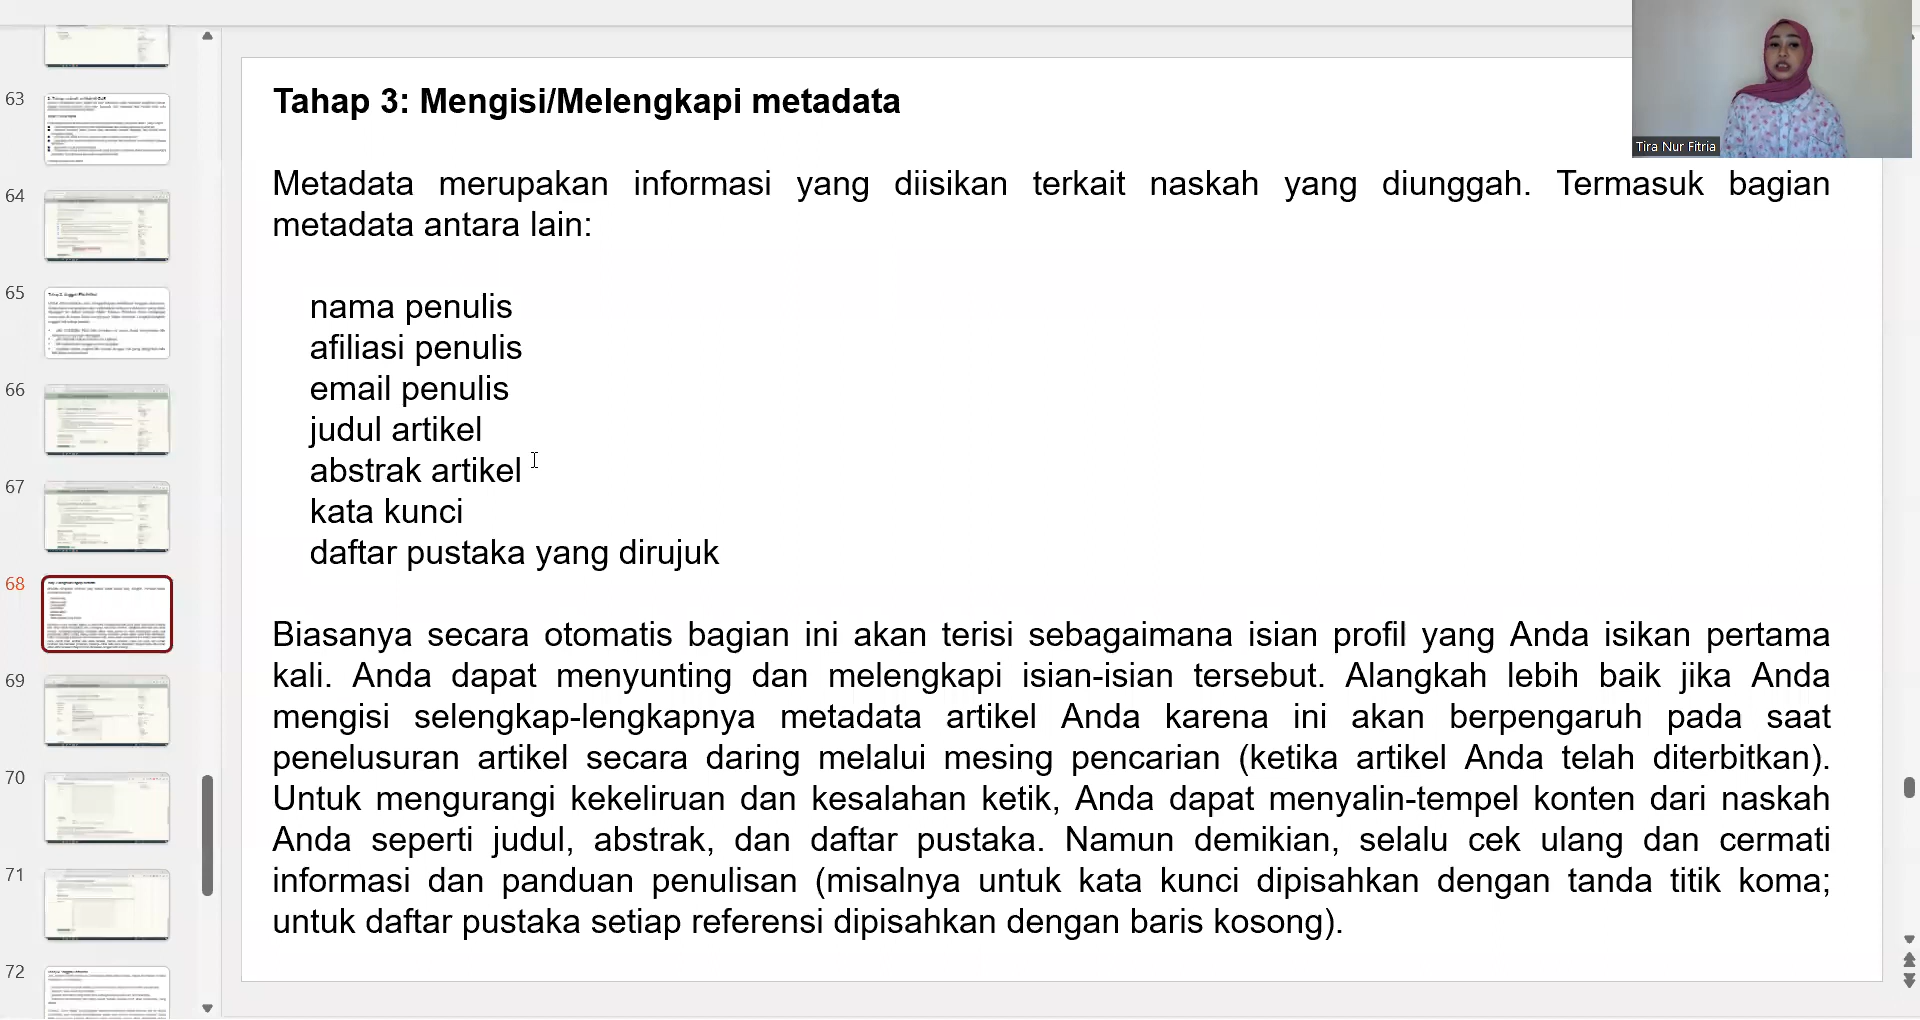 63
64
65
66
67
68
69
70
71
72
Tahap 3: Mengisi/Melengkapi metadata
Metadata merupakan informasi yang diisikan terkait naskah yang diunggah. Termasuk bagian
metadata antara lain:
nama penulis
afiliasi penulis
email penulis
judul artikel
abstrak artikel
kata kunci
daftar pustaka yang dirujuk
Biasanya secara otomatis bagian ini akan terisi sebagaimana isian profil yang Anda isikan pertama
kali. Anda dapat menyunting dan melengkapi isian-isian tersebut. Alangkah lebih baik jika Anda
mengisi selengkap-lengkapnya metadata artikel Anda karena ini akan berpengaruh pada saat
penelusuran artikel secara daring melalui mesing pencarian (ketika artikel Anda telah diterbitkan).
Untuk mengurangi kekeliruan dan kesalahan ketik, Anda dapat menyalin-tempel konten dari naskah
Anda seperti judul, abstrak, dan daftar pustaka. Namun demikian, selalu cek ulang dan cermati
informasi dan panduan penulisan (misalnya untuk kata kunci dipisahkan dengan tanda titik koma;
untuk daftar pustaka setiap referensi dipisahkan dengan baris kosong).
Tira Nur Fitria